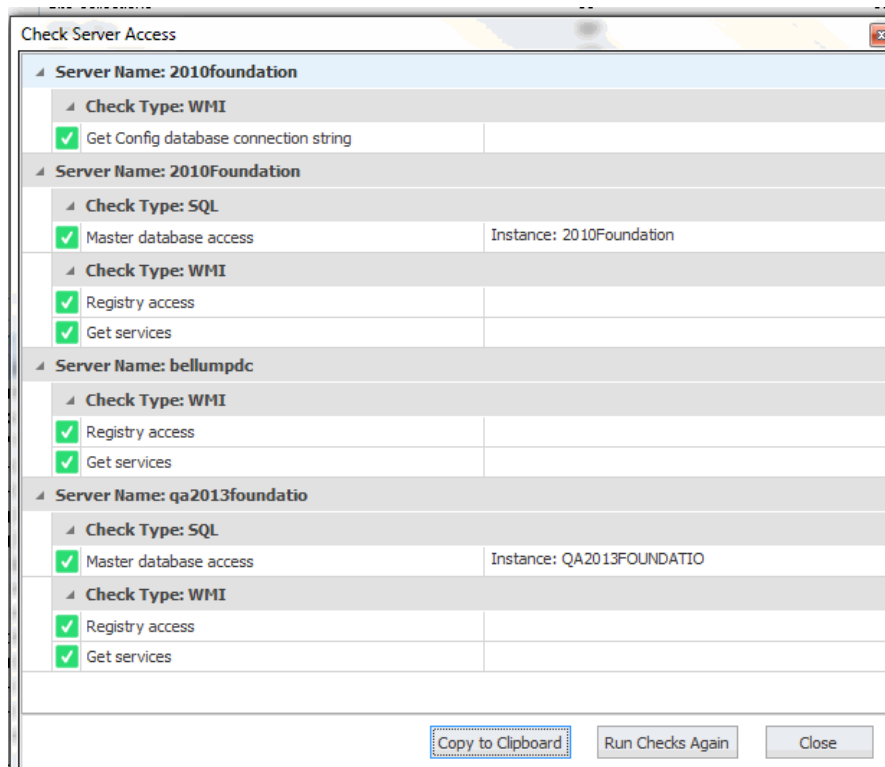 Check Server Access
Server Name: 2010foundation
Check Type: WMI
Get Config database connection string
Server Name: 2010Foundation
Check Type: SQL
Master database access Instance: 2010Foundation
Check Type: WMI
Registry access
Get services
Server Name: bellumpdc
Check Type: WMI
Registry access
Get services
Server Name: qa2013foundatio
Check Type: SQL
Master database access Instance: QA2013FOUNDATIO
Check Type: WMI
Registry access
Get services
Copy to Clipboard Run Checks Again Close